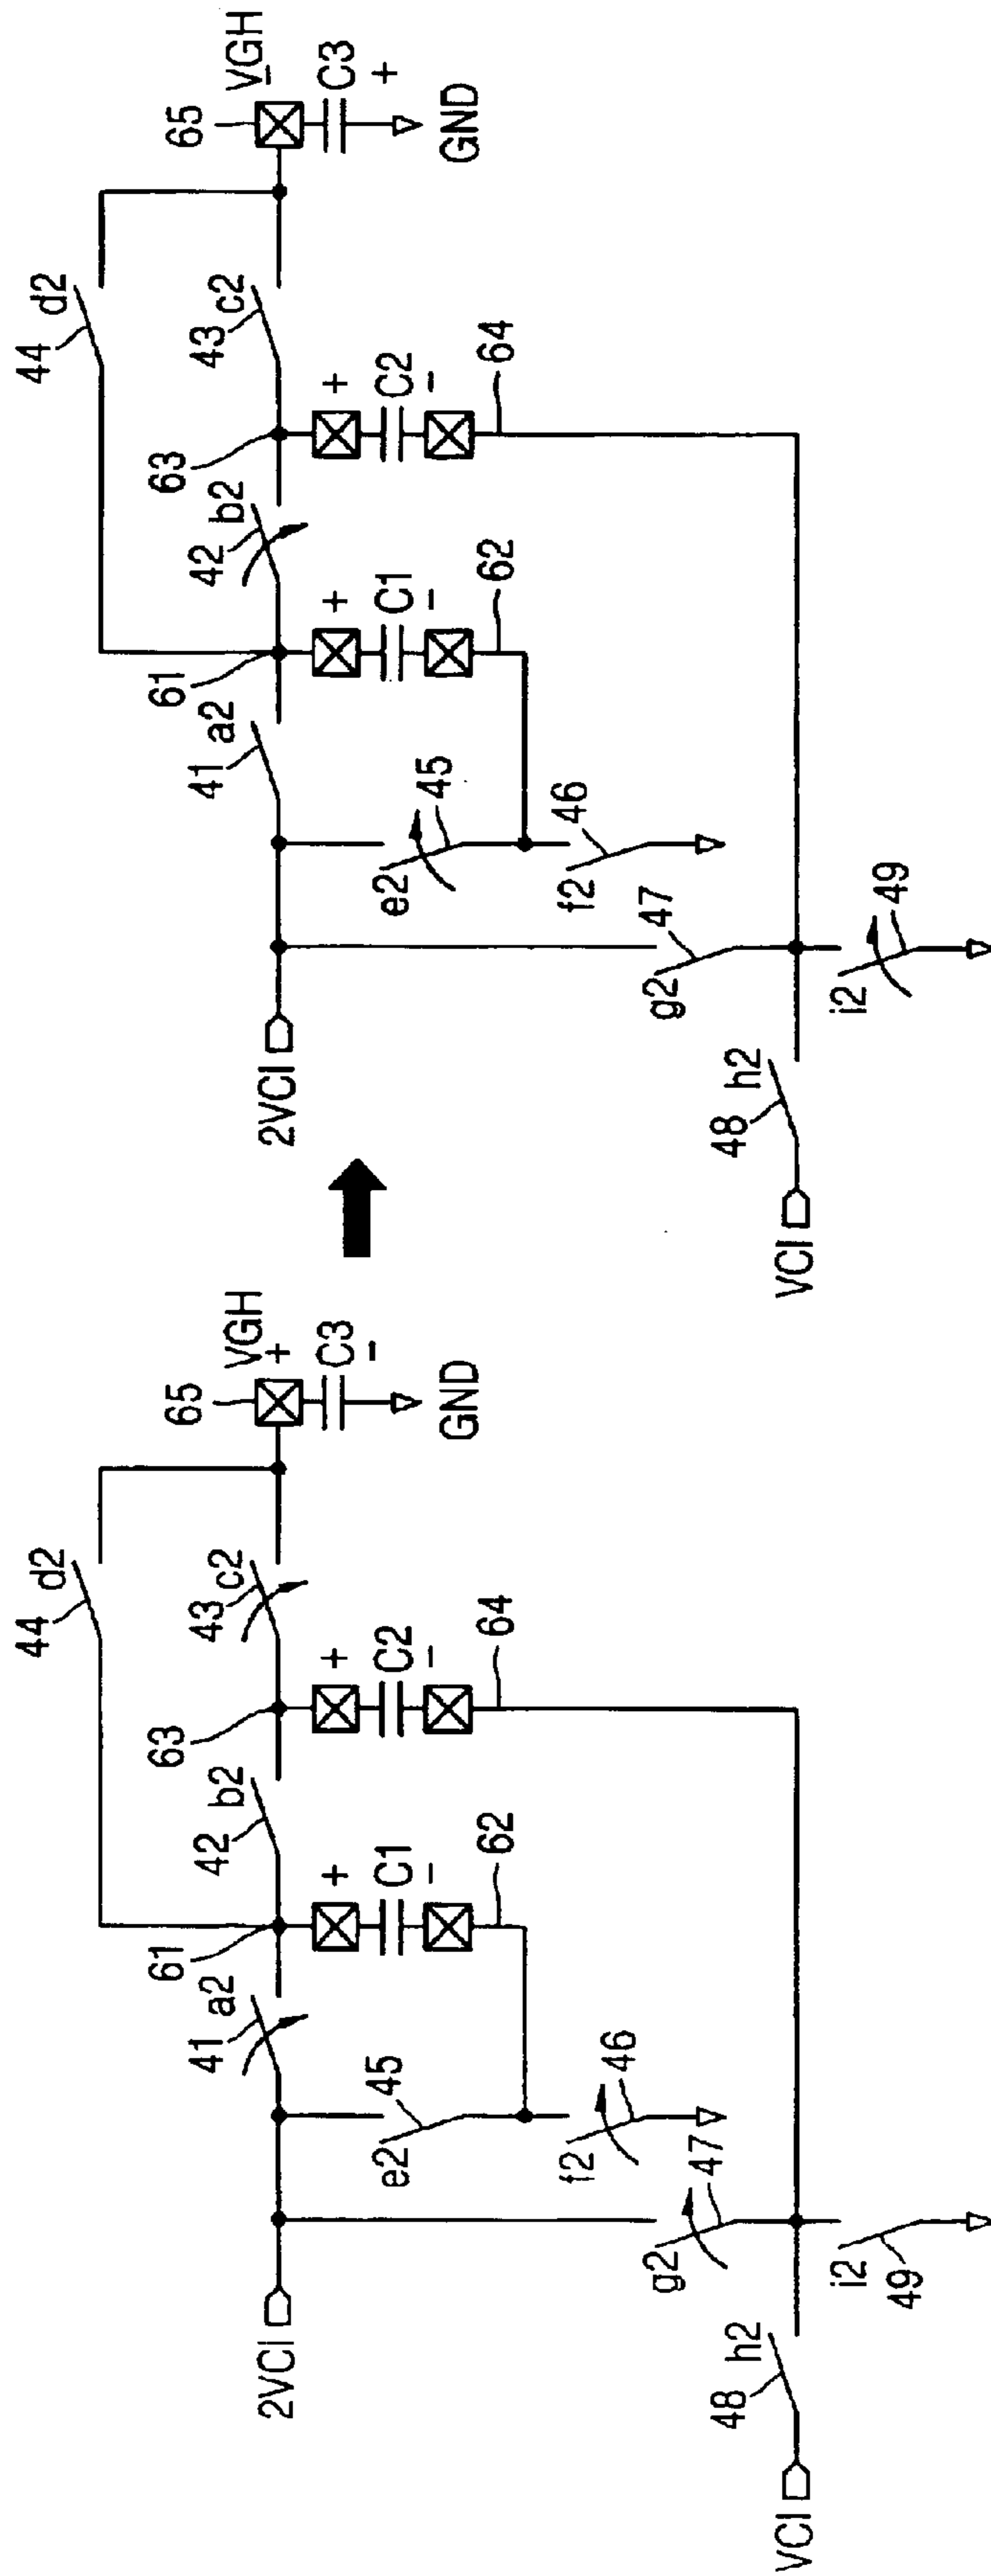 44 d2
65 VGH
+
C3
-
GND
41 a2
61
42 b2
63
43 c2
+
C1
-
62
+
C2
-
64
2VCI
e2 45
f2 46
g2 47
VCI
48 h2
i2
49
44 d2
65 VGH
-
C3
+
GND
41 a2
61
42 b2
63
43 c2
+
C1
-
62
+
C2
-
64
2VCI
e2 45
f2 46
g2 47
VCI
48 h2
i2 49